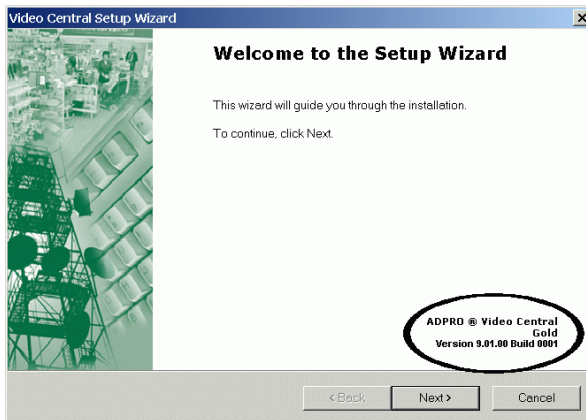 Video Central Setup Wizard
Welcome to the Setup Wizard
This wizard will guide you through the installation.
To continue, click Next.
ADPRO ® Video Central
Gold
Version 9.01.00 Build 0001
< Back
Next >
Cancel